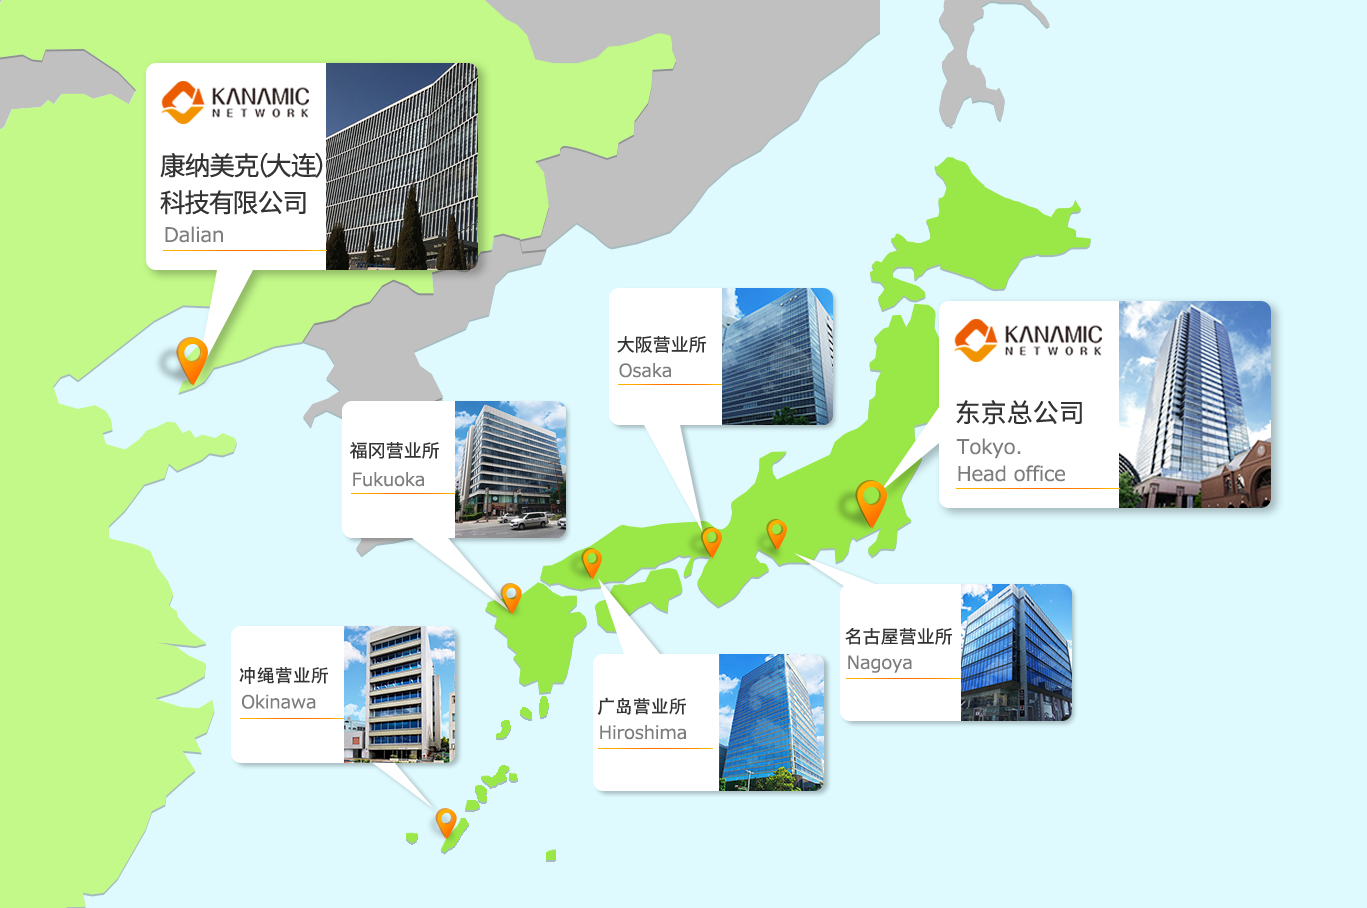 KANAMIC
NETWORK
康纳美克(大连)
科技有限公司
Dalian
大阪营业所
Osaka
KANAMIC
NETWORK
东京总公司
Tokyo.
Head office
福冈营业所
Fukuoka
名古屋营业所
Nagoya
冲绳营业所
Okinawa
广岛营业所
Hiroshima